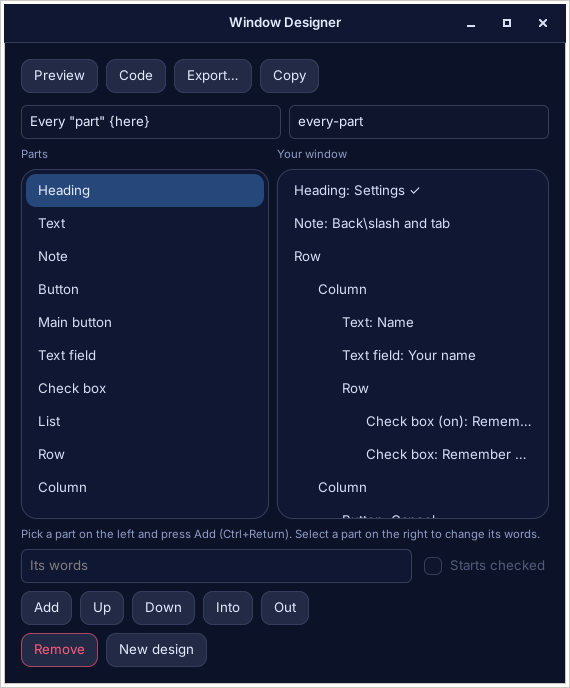 Window Designer
Preview Code Export... Copy
Every "part" {here} every-part
Parts Your window
Heading
Text
Note
Button
Main button
Text field
Check box
List
Row
Column
Heading: Settings ✓
Note: Back\slash and tab
Row
Column
Text: Name
Text field: Your name
Row
Check box (on): Remem...
Check box: Remember ...
Column
Pick a part on the left and press Add (Ctrl+Return). Select a part on the right to change its words.
Its words Starts checked
Add Up Down Into Out
Remove New design